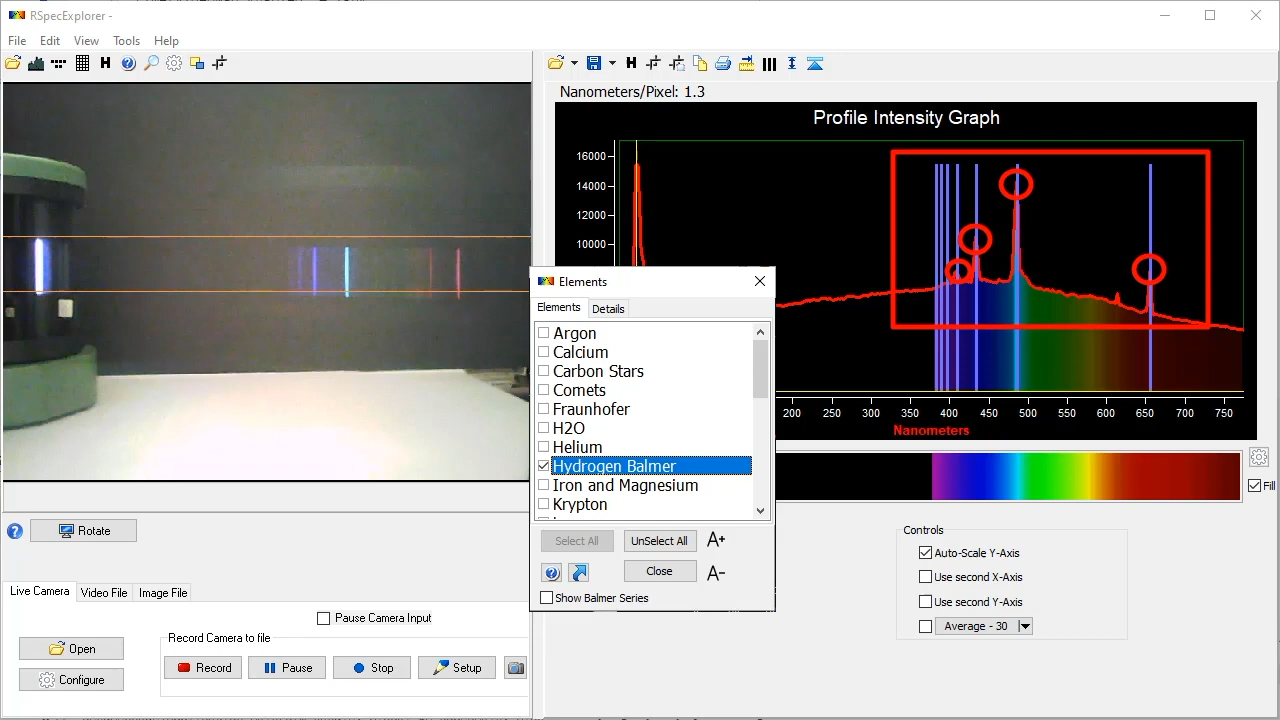 RSpecExplorer -
File Edit View Tools Help
H
H
Nanometers/Pixel: 1.3
Profile Intensity Graph
16000
14000
12000
10000
200 250 300 350 400 450 500 550 600 650 700 750
Nanometers
Elements
Elements Details
Argon
Calcium
Carbon Stars
Comets
Fraunhofer
H2O
Helium
Hydrogen Balmer
Iron and Magnesium
Krypton
Select All UnSelect All A+
Close A-
Show Balmer Series
Fill
Rotate
Live Camera Video File Image File
Pause Camera Input
Record Camera to file
Open
Record Pause Stop Setup
Configure
Controls
Auto-Scale Y-Axis
Use second X-Axis
Use second Y-Axis
Average - 30